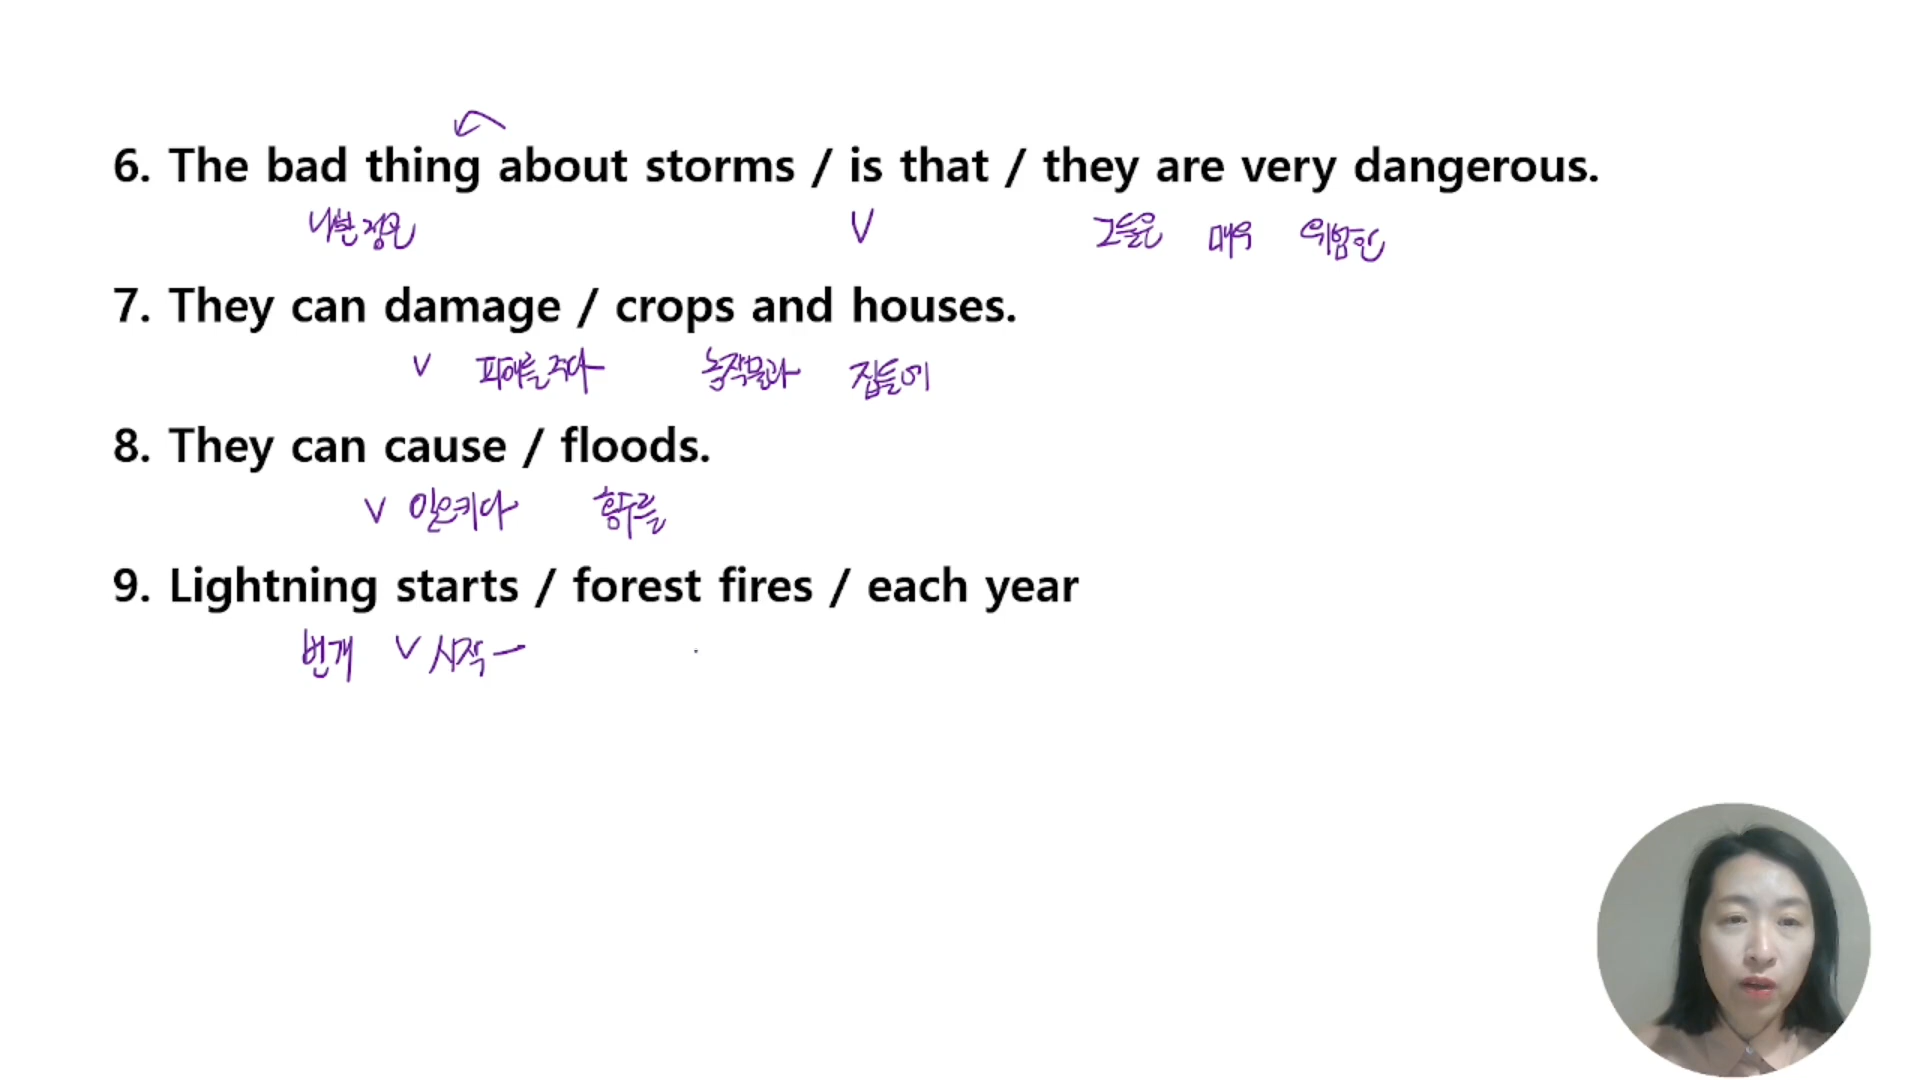 6. The bad thing about storms / is that / they are very dangerous.
나쁜 점은 V 그들은 매우 위험한
7. They can damage / crops and houses.
V 피해를 주다 농작물과 집들에
8. They can cause / floods.
V 일으키다 홍수를
9. Lightning starts / forest fires / each year
번개 V 시작